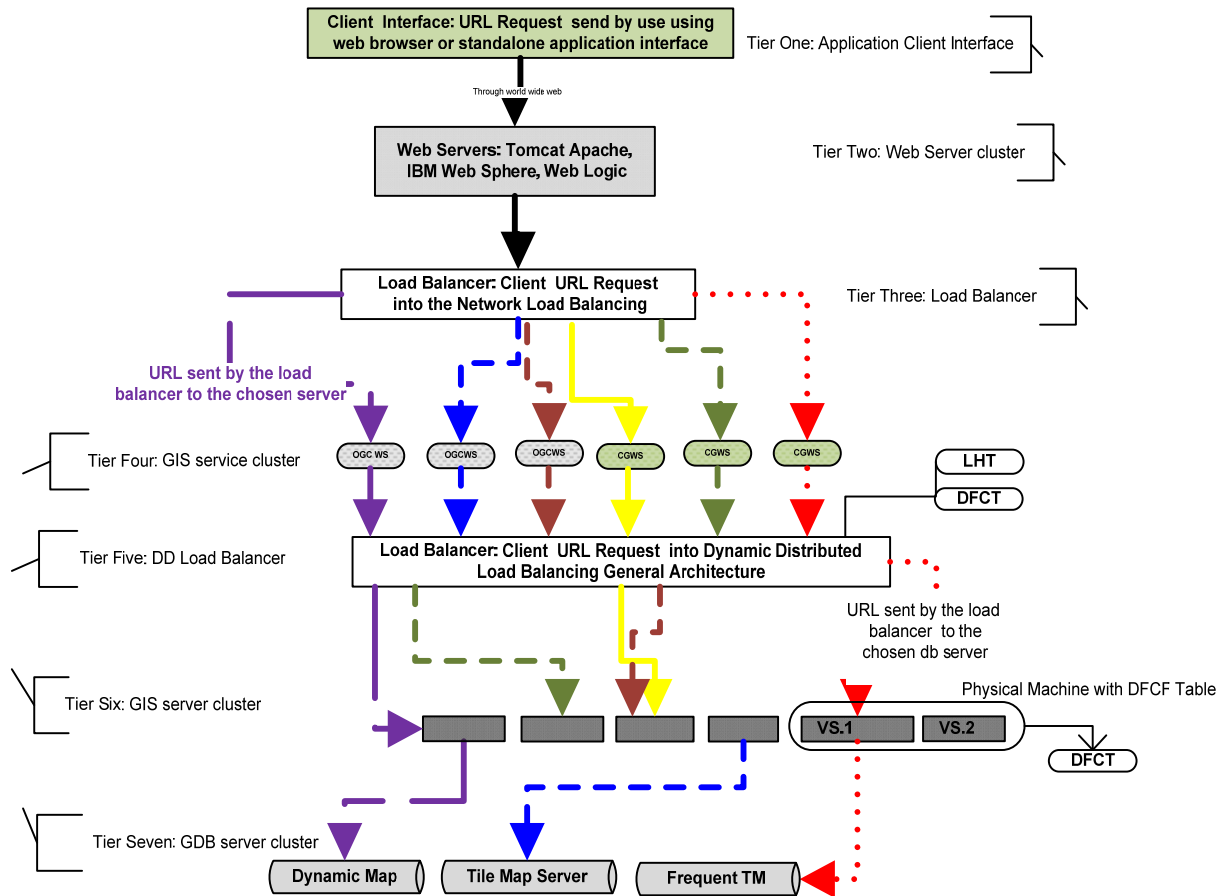 Client Interface: URL Request send by use using
web browser or standalone application interface
Tier One: Application Client Interface
Through world wide web
Web Servers: Tomcat Apache,
IBM Web Sphere, Web Logic
Tier Two: Web Server cluster
Load Balancer: Client URL Request
into the Network Load Balancing
Tier Three: Load Balancer
URL sent by the load
balancer to the chosen server
Tier Four: GIS service cluster
OGC WS
OGCWS
OGCWS
CGWS
CGWS
CGWS
LHT
DFCT
Tier Five: DD Load Balancer
Load Balancer: Client URL Request into Dynamic Distributed
Load Balancing General Architecture
URL sent by the load
balancer to the
chosen db server
Tier Six: GIS server cluster
Physical Machine with DFCF Table
VS.1
VS.2
DFCT
Tier Seven: GDB server cluster
Dynamic Map
Tile Map Server
Frequent TM